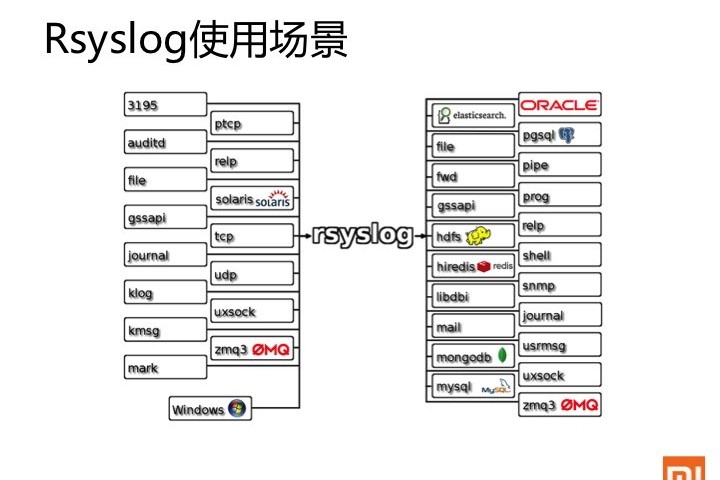 Rsyslog使用场景
3195
ptcp
auditd
relp
file
solaris SOLARIS
gssapi
tcp
journal
udp
klog
uxsock
kmsg
zmq3 ØMQ
mark
Windows
rsyslog
elasticsearch.
ORACLE
file
pgsql
fwd
pipe
gssapi
prog
hdfs
relp
hiredis redis
shell
libdbi
snmp
mail
journal
mongodb
usrmsg
mysql MySQL
uxsock
zmq3 ØMQ
MI